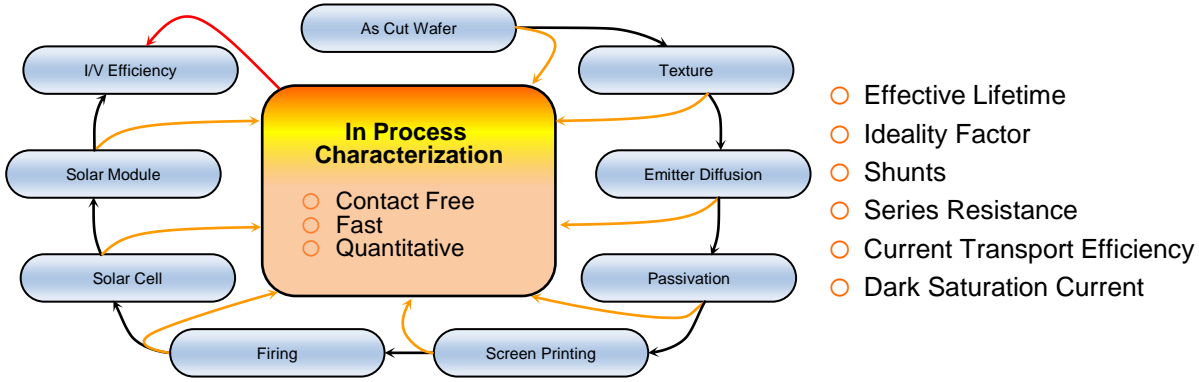 As Cut Wafer
I/V Efficiency
Texture
In Process
Characterization
Contact Free
Fast
Quantitative
Solar Module
Emitter Diffusion
Solar Cell
Passivation
Firing
Screen Printing
Effective Lifetime
Ideality Factor
Shunts
Series Resistance
Current Transport Efficiency
Dark Saturation Current